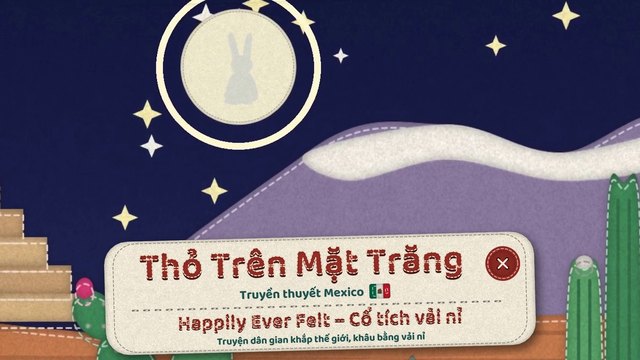 Thỏ Trên Mặt Trăng
Truyền thuyết Mexico
Happily Ever Felt – Cổ tích vải nỉ
Truyện dân gian khắp thế giới, khâu bằng vải nỉ